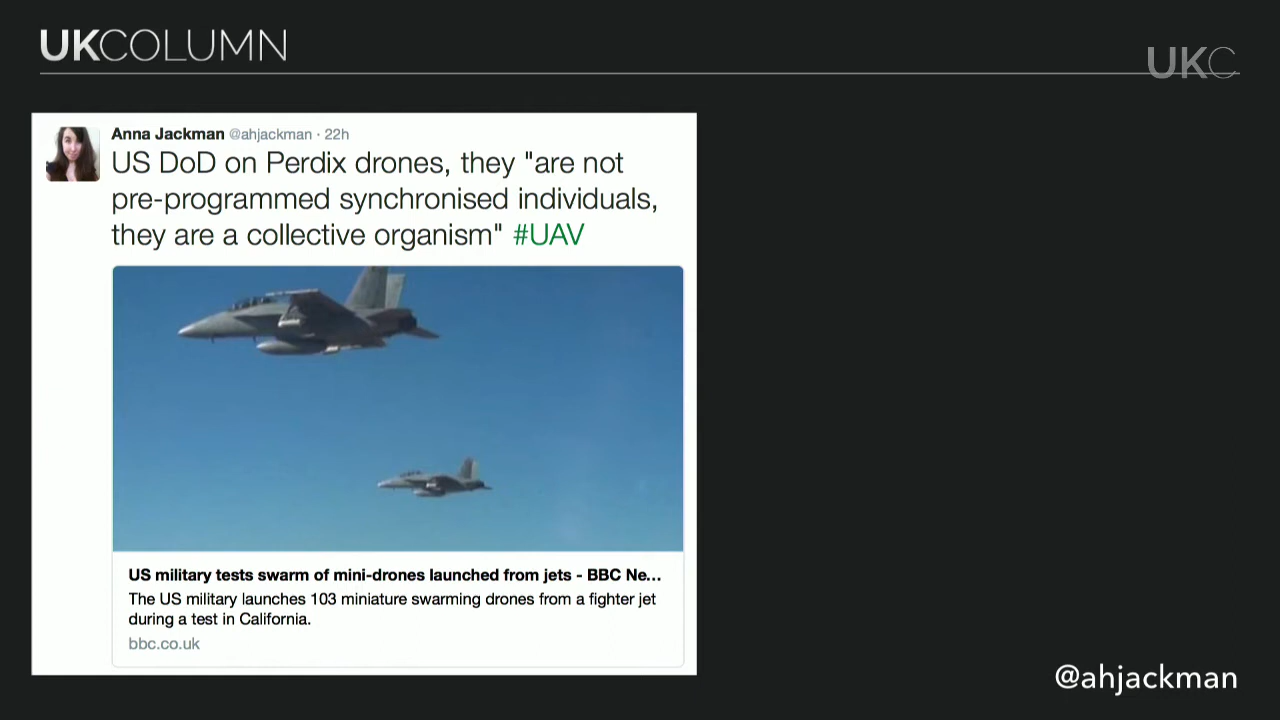 UKCOLUMN
UKC
Anna Jackman @ahjackman · 22h
US DoD on Perdix drones, they "are not
pre-programmed synchronised individuals,
they are a collective organism" #UAV
US military tests swarm of mini-drones launched from jets - BBC Ne...
The US military launches 103 miniature swarming drones from a fighter jet
during a test in California.
bbc.co.uk
@ahjackman